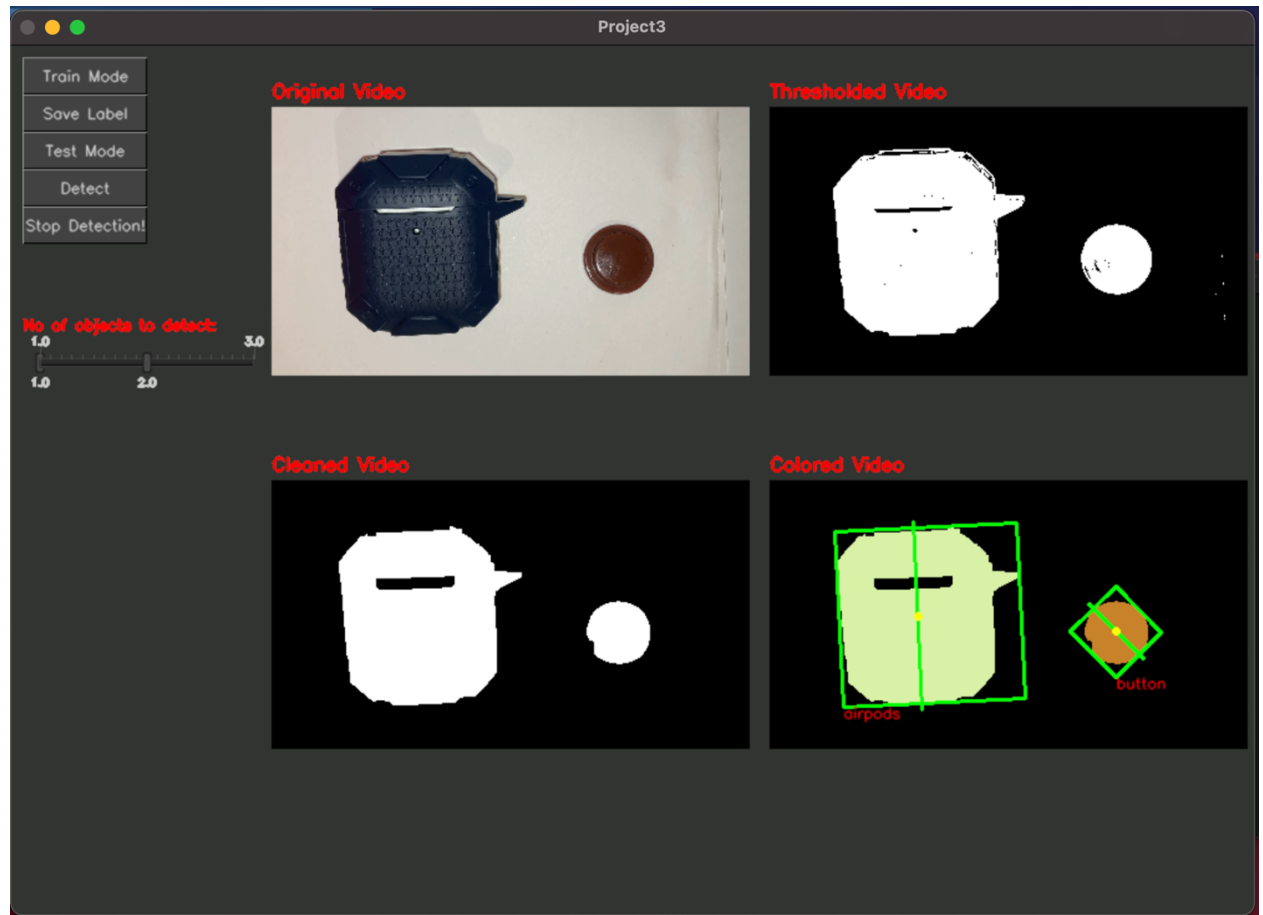 Project3
Train Mode
Save Label
Test Mode
Detect
Stop Detection!
No of objects to detect:
1.0 3.0
1.0 2.0
Original Video
Thresholded Video
Cleaned Video
Colored Video
airpods
button